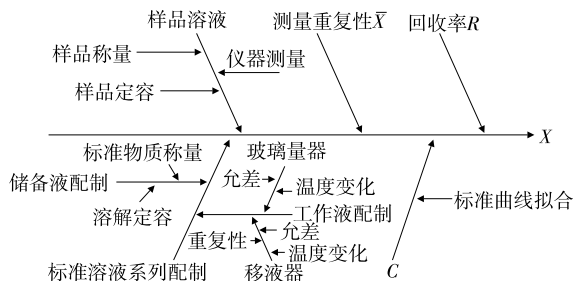 样品溶液
测量重复性X̄
回收率R
样品称量
仪器测量
样品定容
X
标准物质称量
玻璃量器
储备液配制
允差
温度变化
溶解定容
工作液配制
标准曲线拟合
重复性
允差
温度变化
标准溶液系列配制
移液器
C